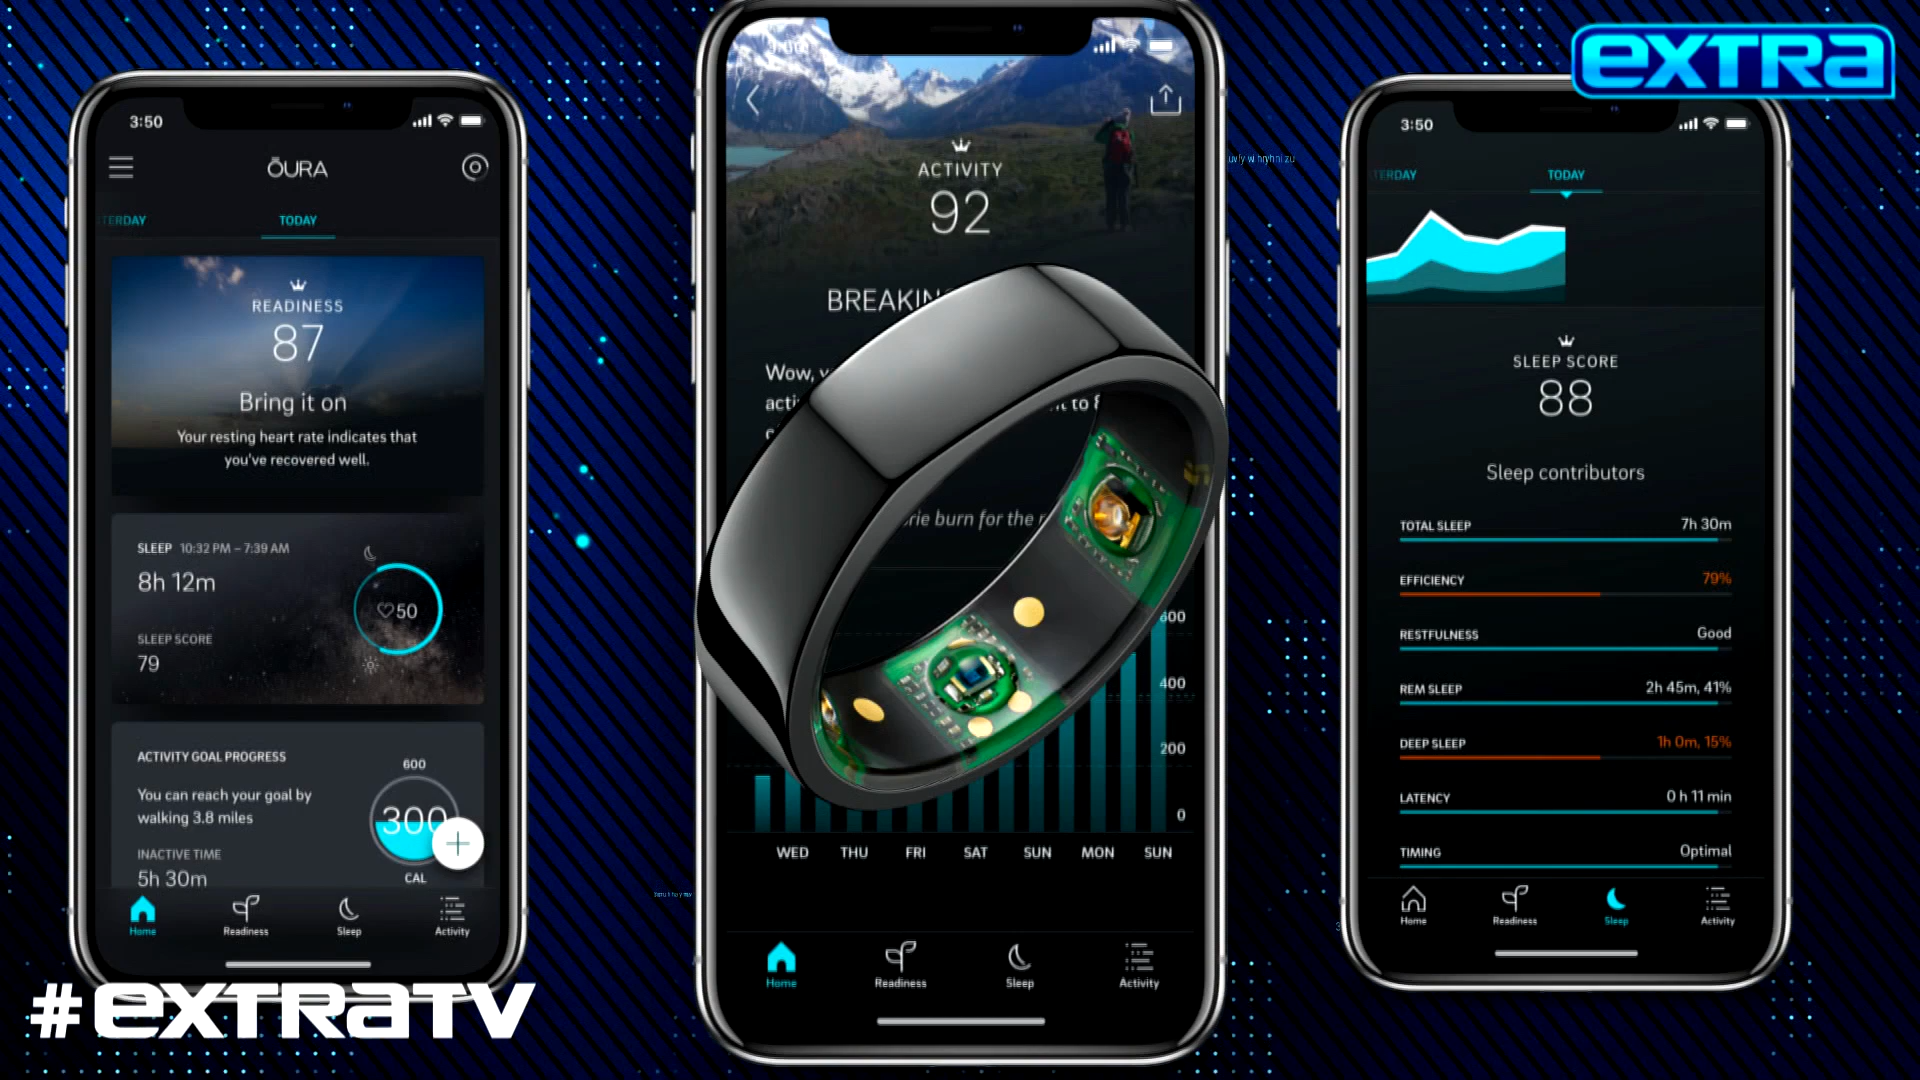 extra
3:50
ŌURA
TERDAY
TODAY
READINESS
87
Bring it on
Your resting heart rate indicates that
you've recovered well.
SLEEP 10:32 PM – 7:39 AM
8h 12m
50
SLEEP SCORE
79
ACTIVITY GOAL PROGRESS
600
You can reach your goal by
walking 3.8 miles
300
INACTIVE TIME
5h 30m
CAL
Home
Readiness
Sleep
Activity
ACTIVITY
92
BREAKIN
Wow,
acti
t to
rie burn for the
600
400
200
0
WED
THU
FRI
SAT
SUN
MON
SUN
Home
Readiness
Sleep
Activity
3:50
TERDAY
TODAY
SLEEP SCORE
88
Sleep contributors
TOTAL SLEEP 7h 30m
EFFICIENCY 79%
RESTFULNESS Good
REM SLEEP 2h 45m, 41%
DEEP SLEEP 1h 0m, 15%
LATENCY 0 h 11 min
TIMING Optimal
Home
Readiness
Sleep
Activity
#extraTV